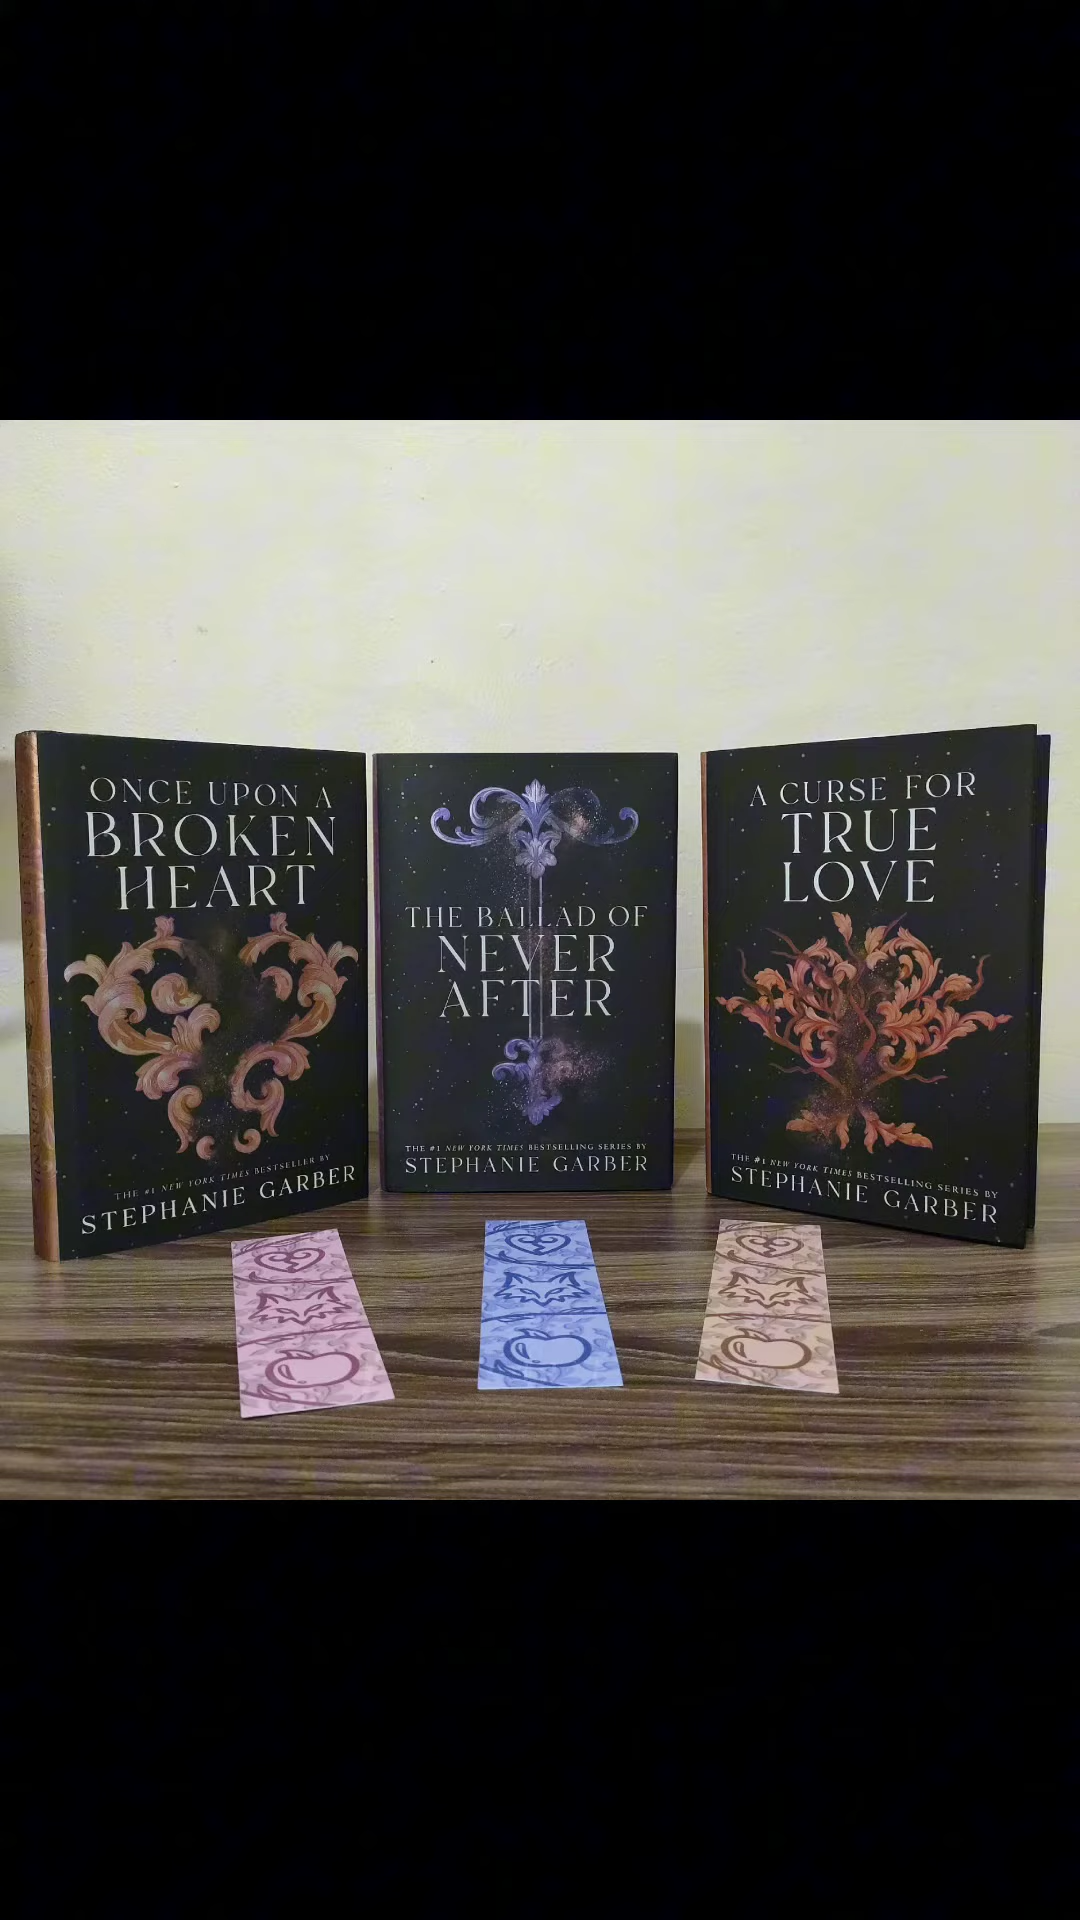 ONCE UPON A
BROKEN
HEART
THE #1 NEW YORK TIMES BESTSELLER BY
STEPHANIE GARBER
THE BALLAD OF
NEVER
AFTER
THE #1 NEW YORK TIMES BESTSELLING SERIES BY
STEPHANIE GARBER
A CURSE FOR
TRUE
LOVE
THE #1 NEW YORK TIMES BESTSELLING SERIES BY
STEPHANIE GARBER